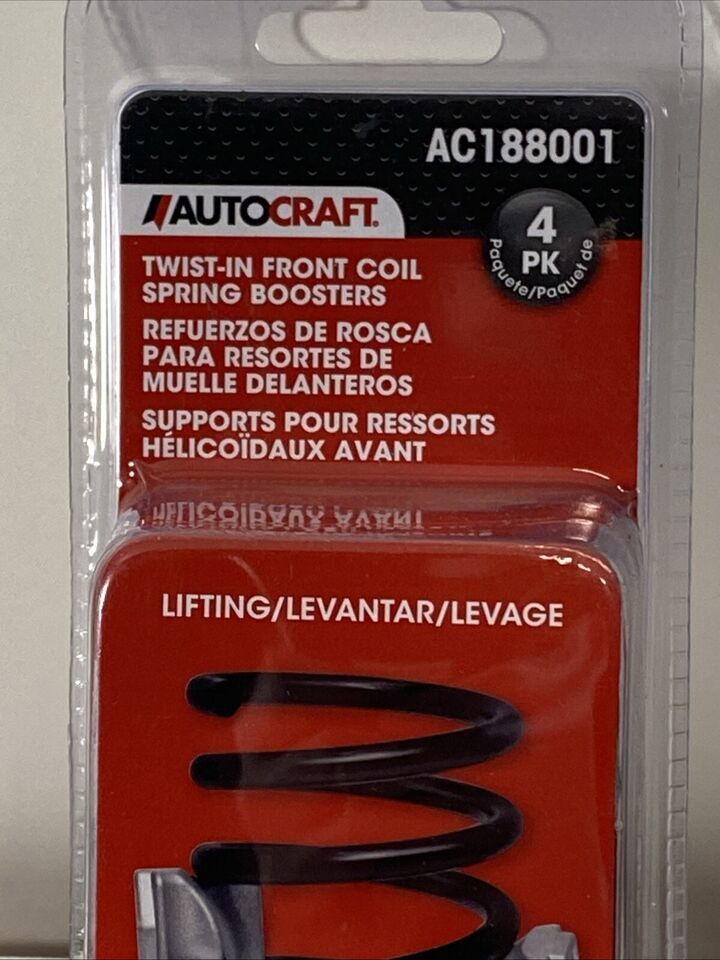 AC188001
AUTOCRAFT®
4
PK
Paquete/Paquet de
TWIST-IN FRONT COIL
SPRING BOOSTERS
REFUERZOS DE ROSCA
PARA RESORTES DE
MUELLE DELANTEROS
SUPPORTS POUR RESSORTS
HÉLICOÏDAUX AVANT
LIFTING/LEVANTAR/LEVAGE